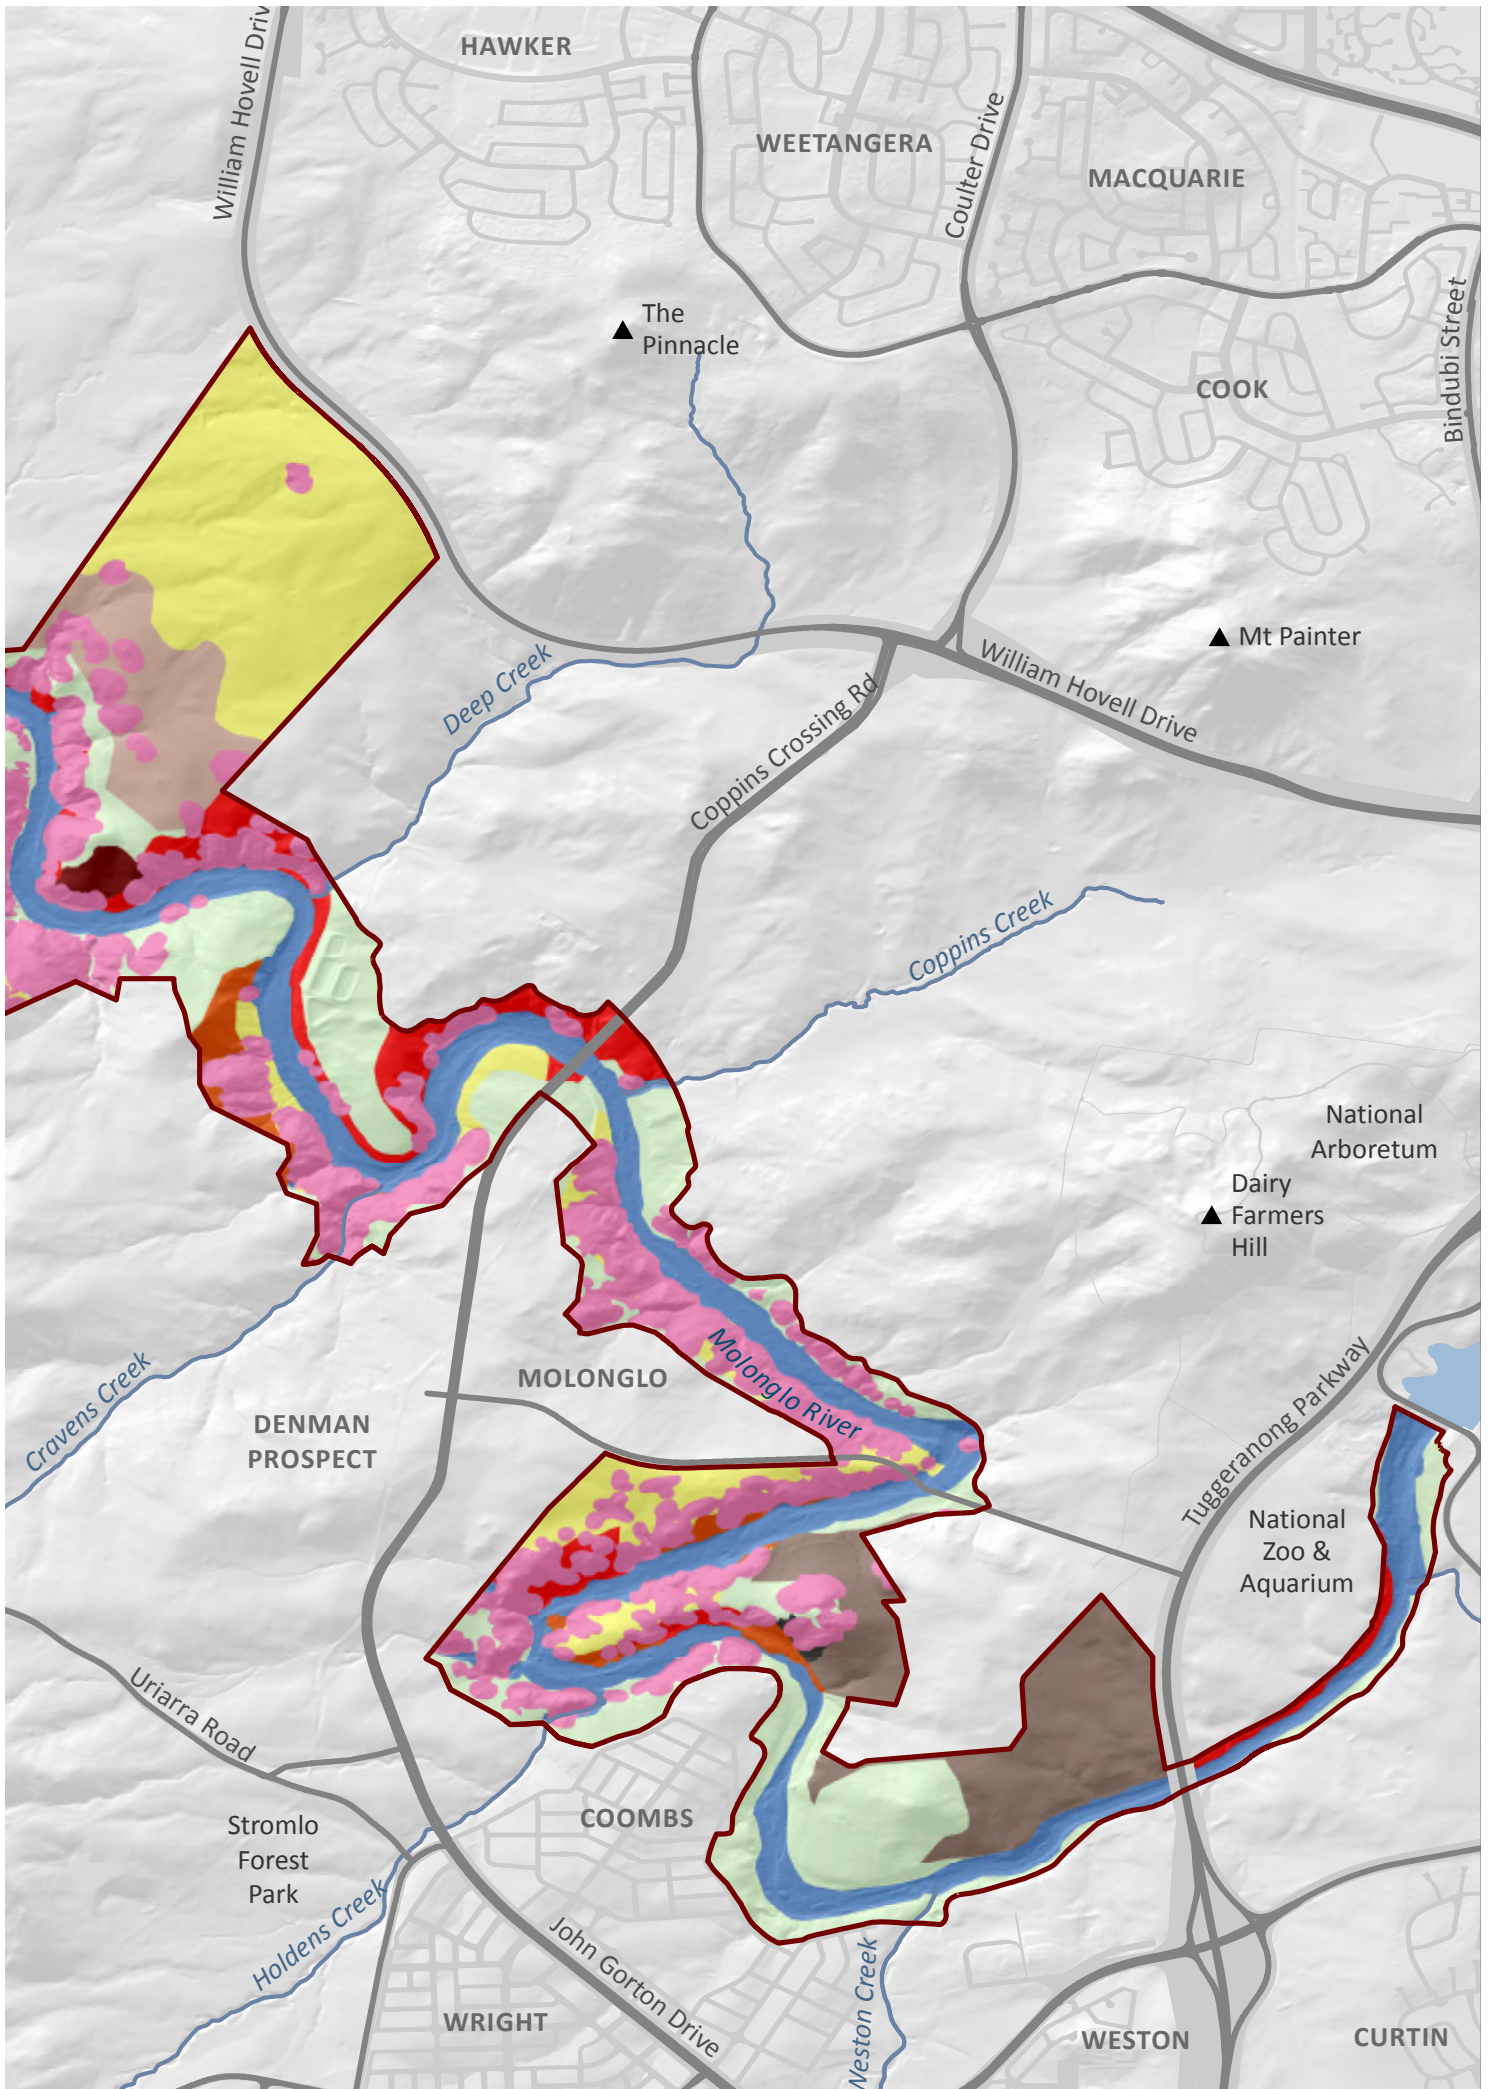 HAWKER
William Hovell Driv
WEETANGERA
Coulter Drive
MACQUARIE
The
Pinnacle
Bindubi Street
COOK
Mt Painter
Deep Creek
William Hovell Drive
Coppins Crossing Rd
Coppins Creek
National
Arboretum
Dairy
Farmers
Hill
Molonglo River
MOLONGLO
Cravens Creek
DENMAN
PROSPECT
Tuggeranong Parkway
National
Zoo &
Aquarium
Uriarra Road
COOMBS
Stromlo
Forest
Park
Holdens Creek
John Gorton Drive
Weston Creek
WRIGHT
WESTON
CURTIN